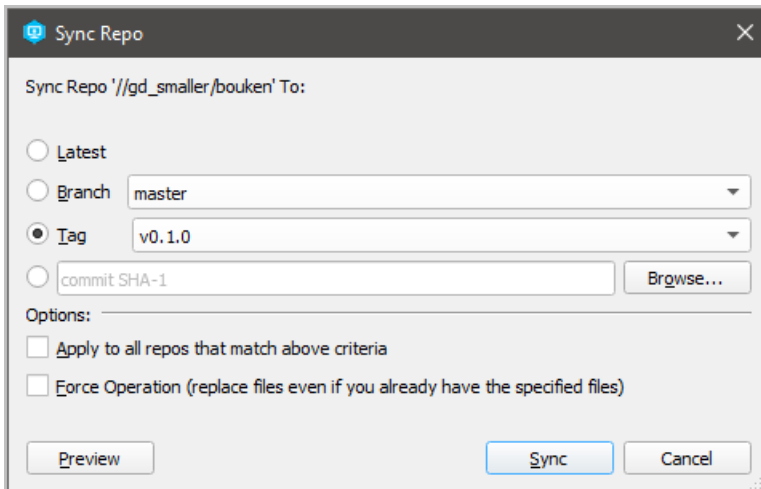 Sync Repo
Sync Repo '//gd_smaller/bouken' To:
Latest
Branch master
Tag v0.1.0
commit SHA-1 Browse...
Options:
Apply to all repos that match above criteria
Force Operation (replace files even if you already have the specified files)
Preview Sync Cancel